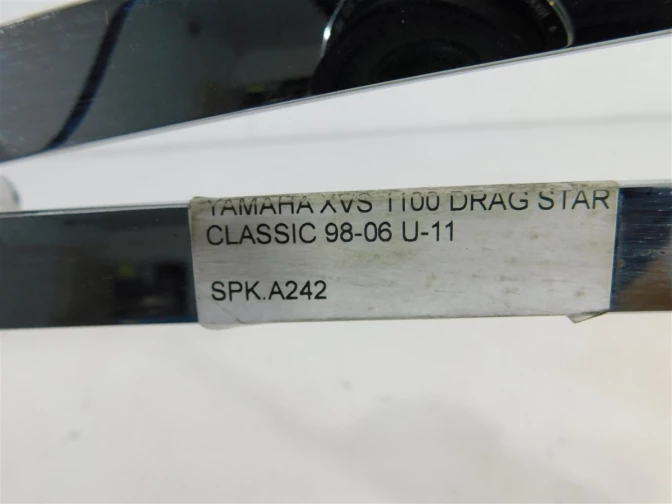 YAMAHA XVS 1100 DRAG STAR
CLASSIC 98-06 U-11
SPK.A242